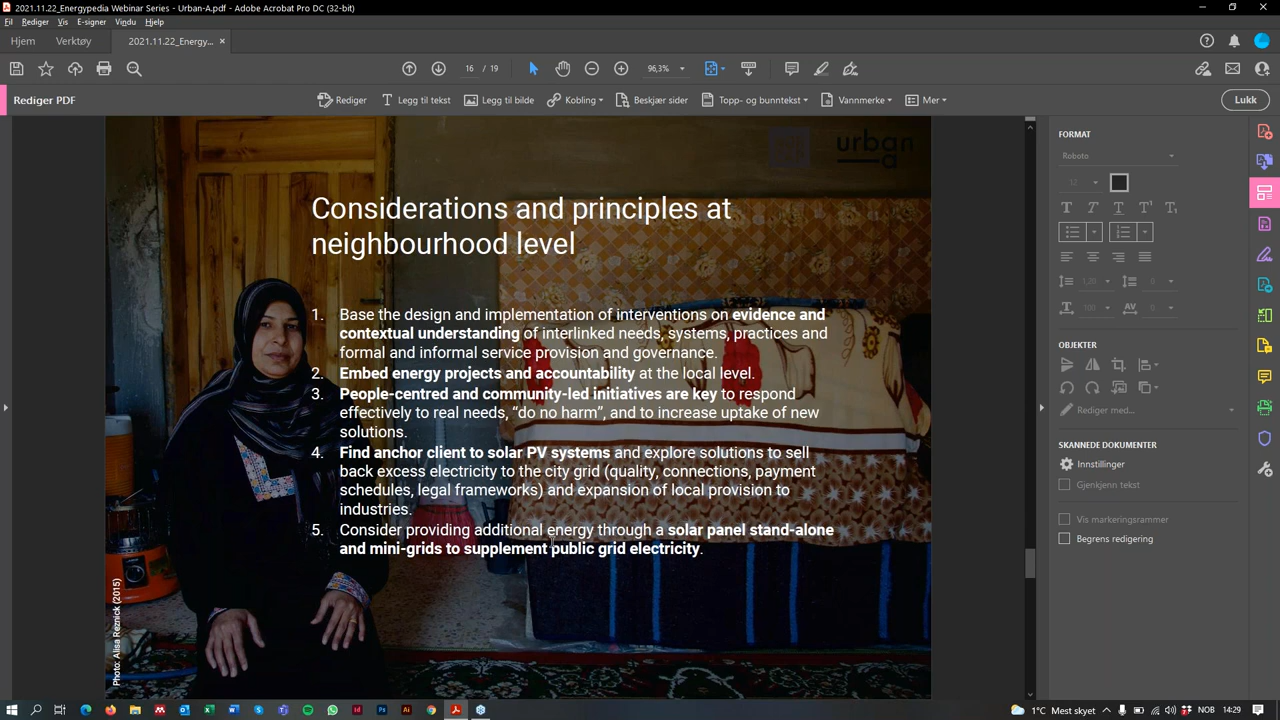 2021.11.22_Energypedia Webinar Series - Urban-A.pdf - Adobe Acrobat Pro DC (32-bit)
Fil Rediger Vis E-signer Vindu Hjelp
Hjem Verktøy 2021.11.22_Energy... ×
16 / 19 96,3%
Rediger PDF Rediger Legg til tekst Legg til bilde Kobling Beskjær sider Topp- og bunntekst Vannmerke Mer Lukk
urban
a
Considerations and principles at
neighbourhood level
1. Base the design and implementation of interventions on evidence and
contextual understanding of interlinked needs, systems, practices and
formal and informal service provision and governance.
2. Embed energy projects and accountability at the local level.
3. People-centred and community-led initiatives are key to respond
effectively to real needs, “do no harm”, and to increase uptake of new
solutions.
4. Find anchor client to solar PV systems and explore solutions to sell
back excess electricity to the city grid (quality, connections, payment
schedules, legal frameworks) and expansion of local provision to
industries.
5. Consider providing additional energy through a solar panel stand-alone
and mini-grids to supplement public grid electricity.
Photo: Alisa Reznick (2015)
FORMAT
Roboto
12
1,20 0
100 AV 0
OBJEKTER
Rediger med...
SKANNEDE DOKUMENTER
Innstillinger
Gjenkjenn tekst
Vis markeringsrammer
Begrens redigering
1°C Mest skyet NOB 14:29